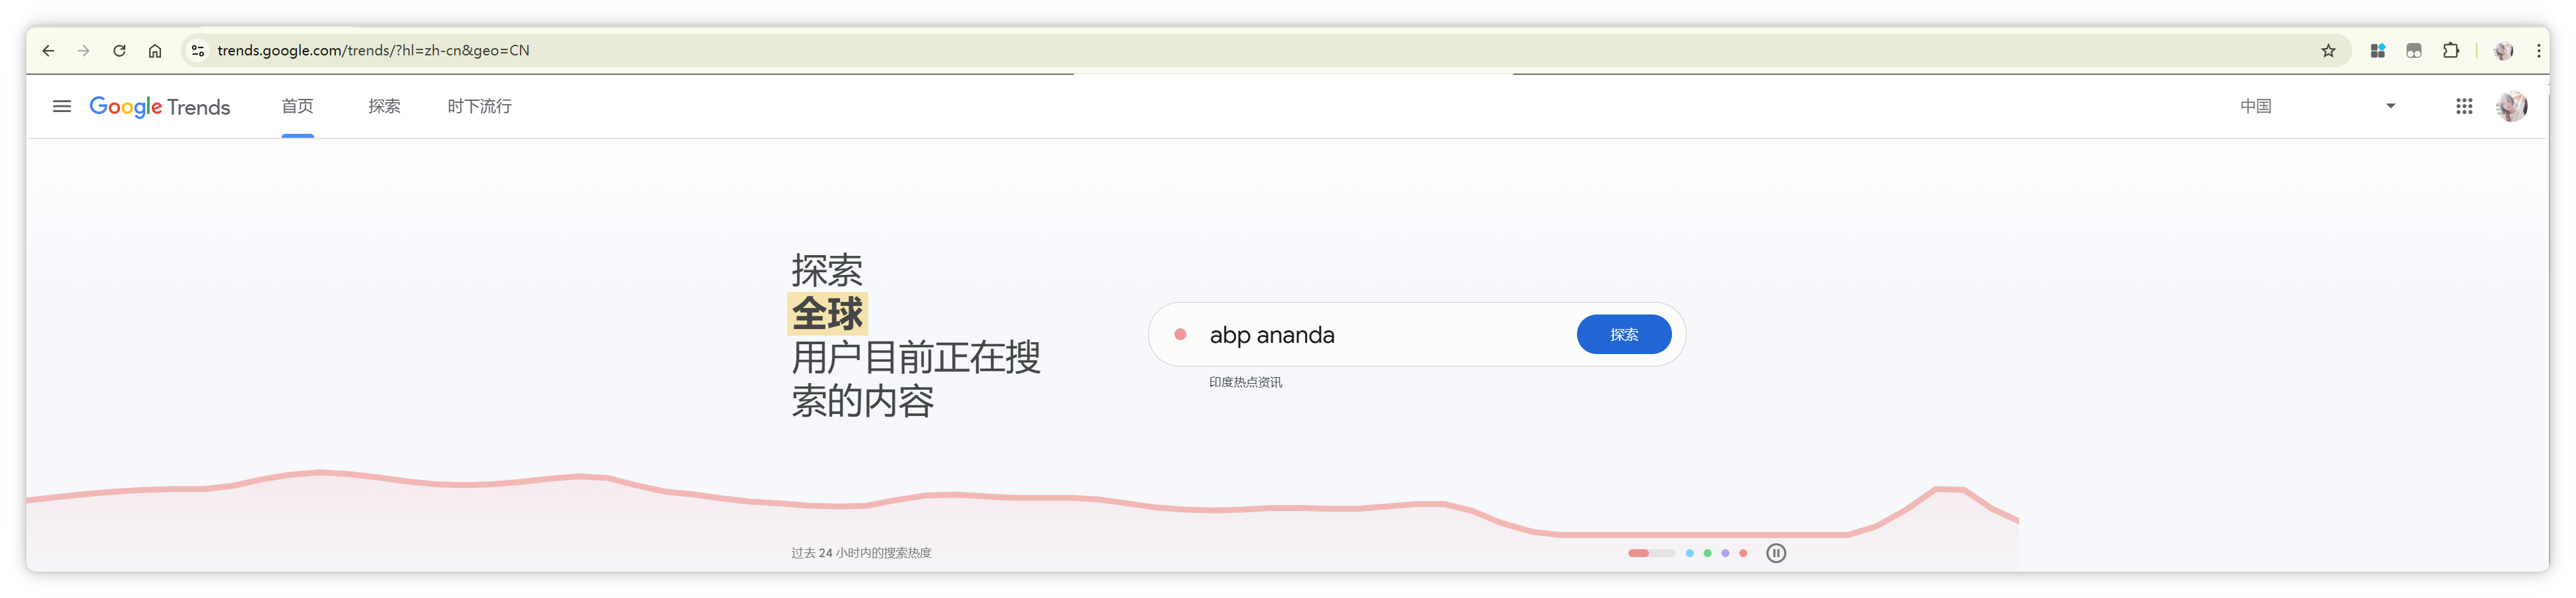 trends.google.com/trends/?hl=zh-cn&geo=CN
Google Trends 首页 探索 时下流行 中国
探索
全球
用户目前正在搜
索的内容
abp ananda 探索
印度热点资讯
过去 24 小时内的搜索热度